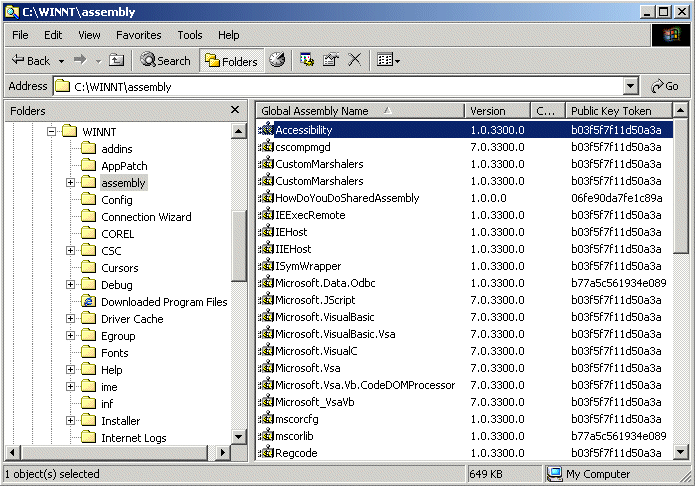 C:\WINNT\assembly
File Edit View Favorites Tools Help
Back Search Folders
Address C:\WINNT\assembly Go
Folders
WINNT
addins
AppPatch
assembly
Config
Connection Wizard
COREL
CSC
Cursors
Debug
Downloaded Program Files
Driver Cache
Egroup
Fonts
Help
ime
inf
Installer
Internet Logs
Global Assembly Name Version C... Public Key Token
Accessibility 1.0.3300.0 b03f5f7f11d50a3a
cscompmgd 7.0.3300.0 b03f5f7f11d50a3a
CustomMarshalers 1.0.3300.0 b03f5f7f11d50a3a
CustomMarshalers 1.0.3300.0 b03f5f7f11d50a3a
HowDoYouDoSharedAssembly 1.0.0.0 06fe90da7fe1c89a
IEExecRemote 1.0.3300.0 b03f5f7f11d50a3a
IEHost 1.0.3300.0 b03f5f7f11d50a3a
IIEHost 1.0.3300.0 b03f5f7f11d50a3a
ISymWrapper 1.0.3300.0 b03f5f7f11d50a3a
Microsoft.Data.Odbc 1.0.3300.0 b77a5c561934e089
Microsoft.JScript 7.0.3300.0 b03f5f7f11d50a3a
Microsoft.VisualBasic 7.0.3300.0 b03f5f7f11d50a3a
Microsoft.VisualBasic.Vsa 7.0.3300.0 b03f5f7f11d50a3a
Microsoft.VisualC 7.0.3300.0 b03f5f7f11d50a3a
Microsoft.Vsa 7.0.3300.0 b03f5f7f11d50a3a
Microsoft.Vsa.Vb.CodeDOMProcessor 7.0.3300.0 b03f5f7f11d50a3a
Microsoft_VsaVb 7.0.3300.0 b03f5f7f11d50a3a
mscorcfg 1.0.3300.0 b03f5f7f11d50a3a
mscorlib 1.0.3300.0 b77a5c561934e089
Regcode 1.0.3300.0 b03f5f7f11d50a3a
1 object(s) selected 649 KB My Computer